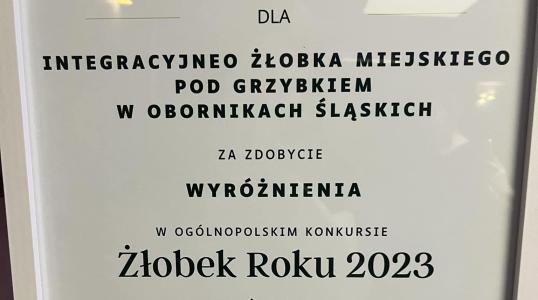 DLA
INTEGRACYJNEO ŻŁOBKA MIEJSKIEGO
POD GRZYBKIEM
W OBORNIKACH ŚLĄSKICH
ZA ZDOBYCIE
WYRÓŻNIENIA
W OGÓLNOPOLSKIM KONKURSIE
Żłobek Roku 2023